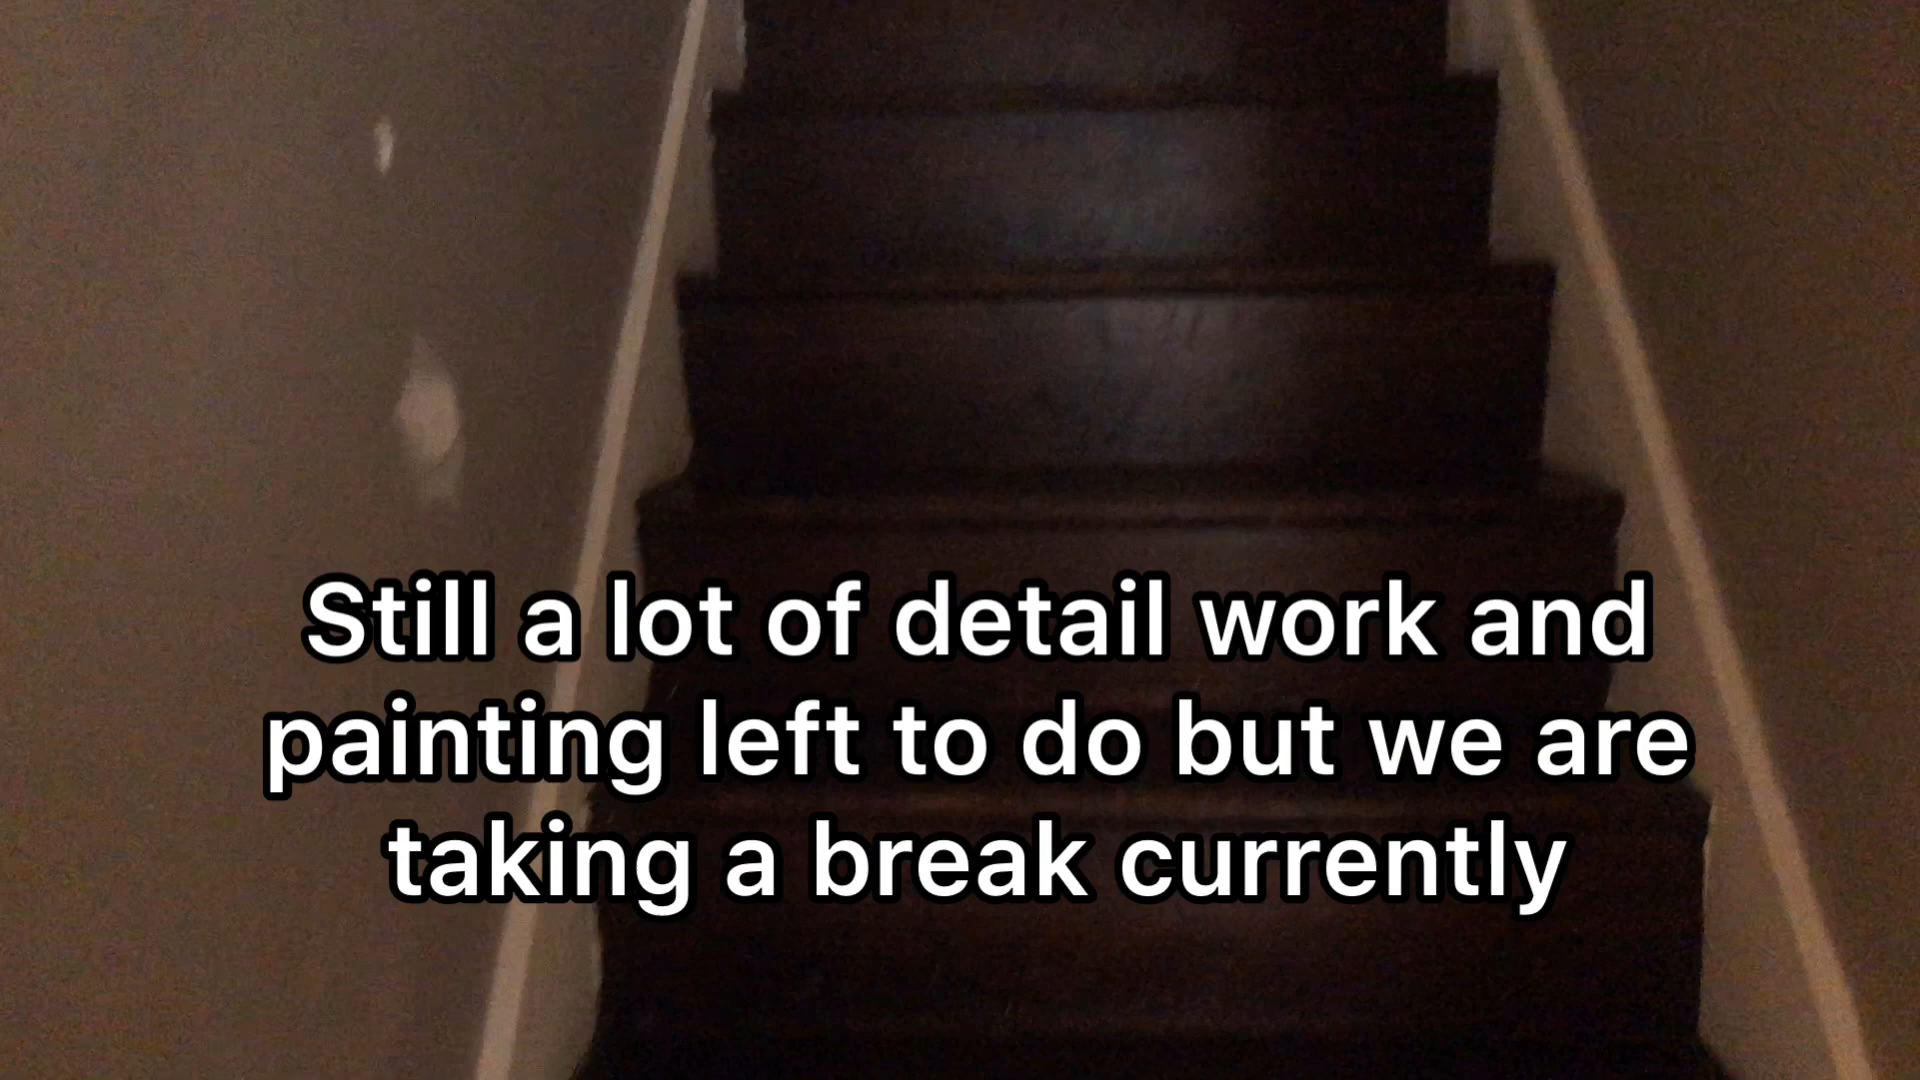 Still a lot of detail work and
painting left to do but we are
taking a break currently